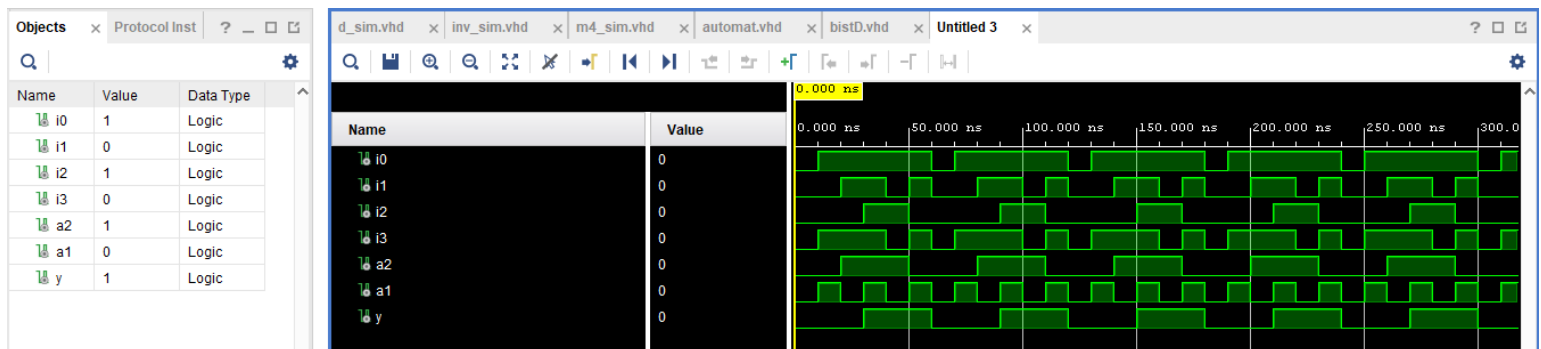 Objects × Protocol Inst ? _
Name Value Data Type
i0 1 Logic
i1 0 Logic
i2 1 Logic
i3 0 Logic
a2 1 Logic
a1 0 Logic
y 1 Logic
d_sim.vhd × inv_sim.vhd × m4_sim.vhd × automat.vhd × bistD.vhd × Untitled 3 × ?
0.000 ns
Name Value
0.000 ns 50.000 ns 100.000 ns 150.000 ns 200.000 ns 250.000 ns 300.0
i0 0
i1 0
i2 0
i3 0
a2 0
a1 0
y 0